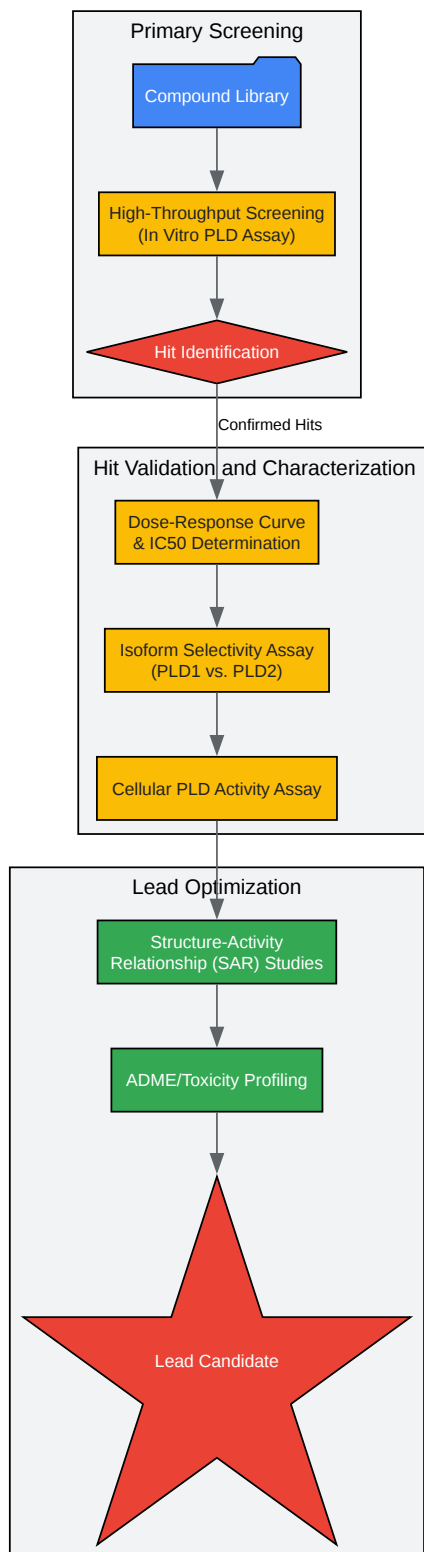 Primary Screening
Compound Library
High-Throughput Screening
(In Vitro PLD Assay)
Hit Identification
Confirmed Hits
Hit Validation and Characterization
Dose-Response Curve
& IC50 Determination
Isoform Selectivity Assay
(PLD1 vs. PLD2)
Cellular PLD Activity Assay
Lead Optimization
Structure-Activity
Relationship (SAR) Studies
ADME/Toxicity Profiling
Lead Candidate